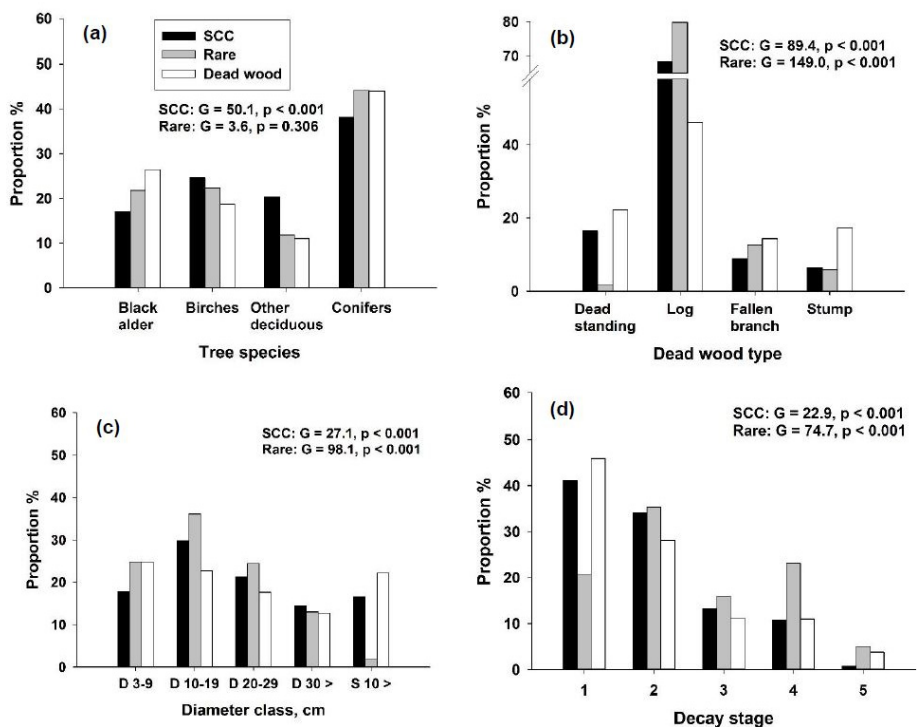 (a)
SCC
Rare
Dead wood
SCC: G = 50.1, p < 0.001
Rare: G = 3.6, p = 0.306
Proportion %
60
50
40
30
20
10
0
Black alder
Birches
Other deciduous
Conifers
Tree species
(b)
SCC: G = 89.4, p < 0.001
Rare: G = 149.0, p < 0.001
Proportion %
80
70
40
20
0
Dead standing
Log
Fallen branch
Stump
Dead wood type
(c)
SCC: G = 27.1, p < 0.001
Rare: G = 98.1, p < 0.001
Proportion %
60
50
40
30
20
10
0
D 3-9
D 10-19
D 20-29
D 30 >
S 10 >
Diameter class, cm
(d)
SCC: G = 22.9, p < 0.001
Rare: G = 74.7, p < 0.001
Proportion %
60
50
40
30
20
10
0
1
2
3
4
5
Decay stage